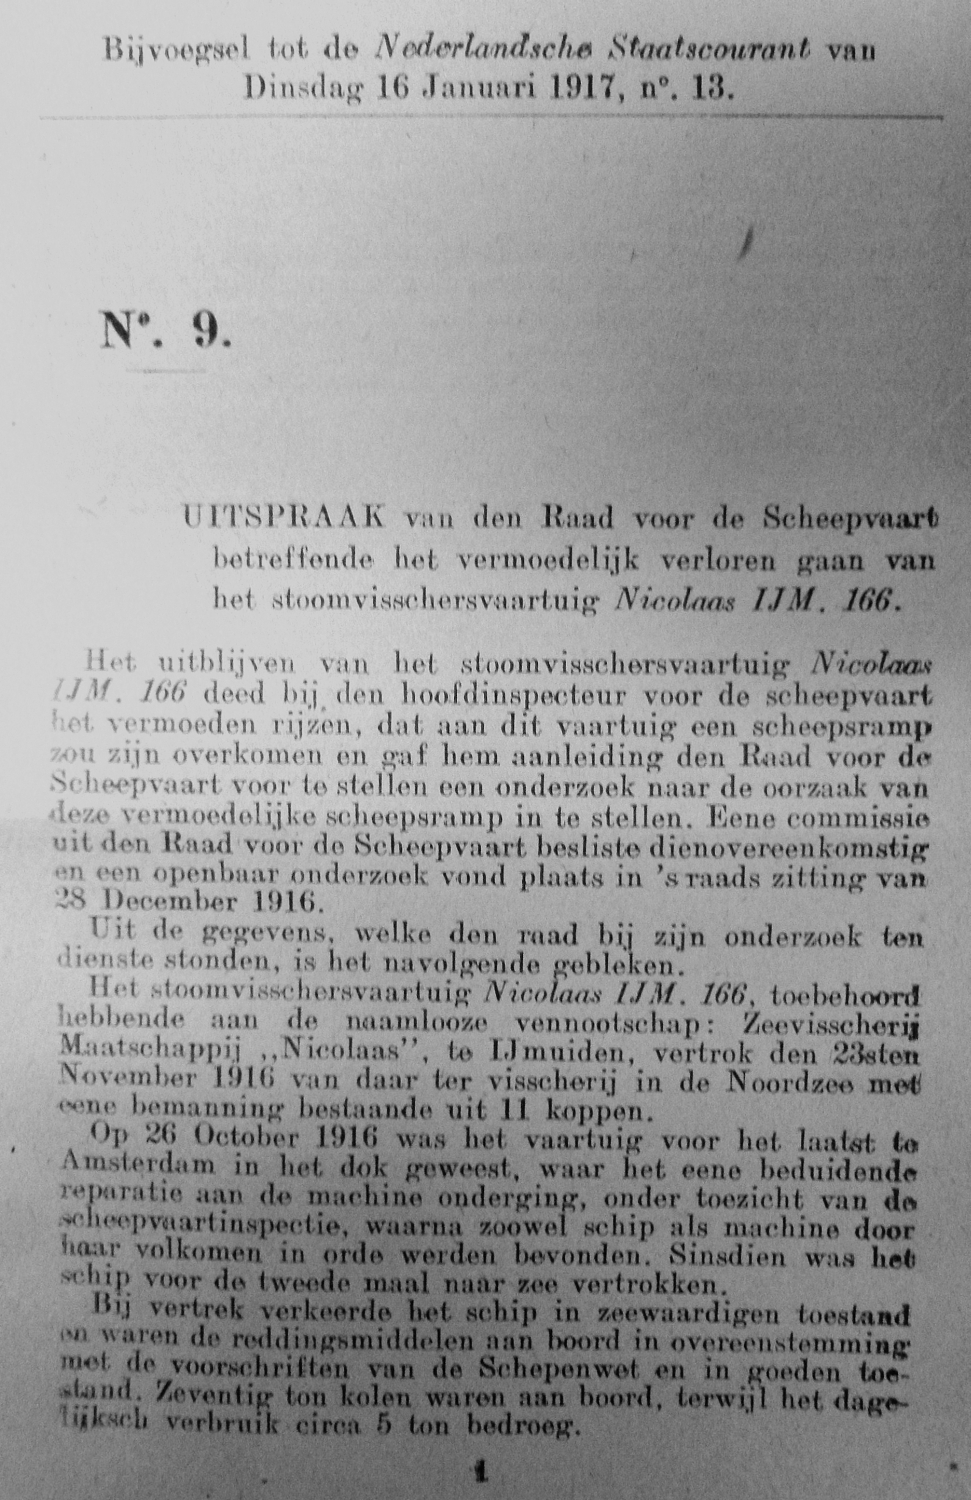 Bijvoegsel tot de Nederlandsche Staatscourant van
Dinsdag 16 Januari 1917, n°. 13.
N°. 9.
UITSPRAAK van den Raad voor de Scheepvaart
betreffende het vermoedelijk verloren gaan van
het stoomvisschersvaartuig Nicolaas IJM. 166.
Het uitblijven van het stoomvisschersvaartuig Nicolaas
IJM. 166 deed bij den hoofdinspecteur voor de scheepvaart
het vermoeden rijzen, dat aan dit vaartuig een scheepsramp
zou zijn overkomen en gaf hem aanleiding den Raad voor de
Scheepvaart voor te stellen een onderzoek naar de oorzaak van
deze vermoedelijke scheepsramp in te stellen. Eene commissie
uit den Raad voor de Scheepvaart besliste dienovereenkomstig
en een openbaar onderzoek vond plaats in 's raads zitting van
28 December 1916.
Uit de gegevens, welke den raad bij zijn onderzoek ten
dienste stonden, is het navolgende gebleken.
Het stoomvisschersvaartuig Nicolaas IJM. 166, toebehoord
hebbende aan de naamlooze vennootschap: Zeevisscherij
Maatschappij ,,Nicolaas", te IJmuiden, vertrok den 23sten
November 1916 van daar ter visscherij in de Noordzee met
eene bemanning bestaande uit 11 koppen.
Op 26 October 1916 was het vaartuig voor het laatst te
Amsterdam in het dok geweest, waar het eene beduidende
reparatie aan de machine onderging, onder toezicht van de
scheepvaartinspectie, waarna zoowel schip als machine door
haar volkomen in orde werden bevonden. Sinsdien was het
schip voor de tweede maal naar zee vertrokken.
Bij vertrek verkeerde het schip in zeewaardigen toestand
en waren de reddingsmiddelen aan boord in overeenstemming
met de voorschriften van de Schepenwet en in goeden toe-
stand. Zeventig ton kolen waren aan boord, terwijl het dage-
lijksch verbruik circa 5 ton bedroeg.
1